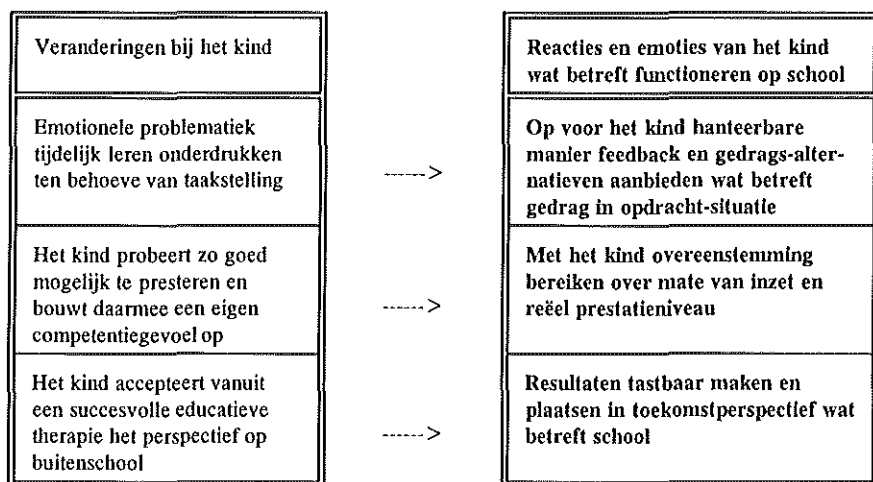 Veranderingen bij het kind
Reacties en emoties van het kind
wat betreft functioneren op school
Emotionele problematiek
tijdelijk leren onderdrukken
ten behoeve van taakstelling
------>
Op voor het kind hanteerbare
manier feedback en gedrags-alter-
natieven aanbieden wat betreft
gedrag in opdracht-situatie
Het kind probeert zo goed
mogelijk te presteren en
bouwt daarmee een eigen
competentiegevoel op
------>
Met het kind overeenstemming
bereiken over mate van inzet en
reëel prestatieniveau
Het kind accepteert vanuit
een succesvolle educatieve
therapie het perspectief op
buitenschool
------>
Resultaten tastbaar maken en
plaatsen in toekomstperspectief wat
betreft school